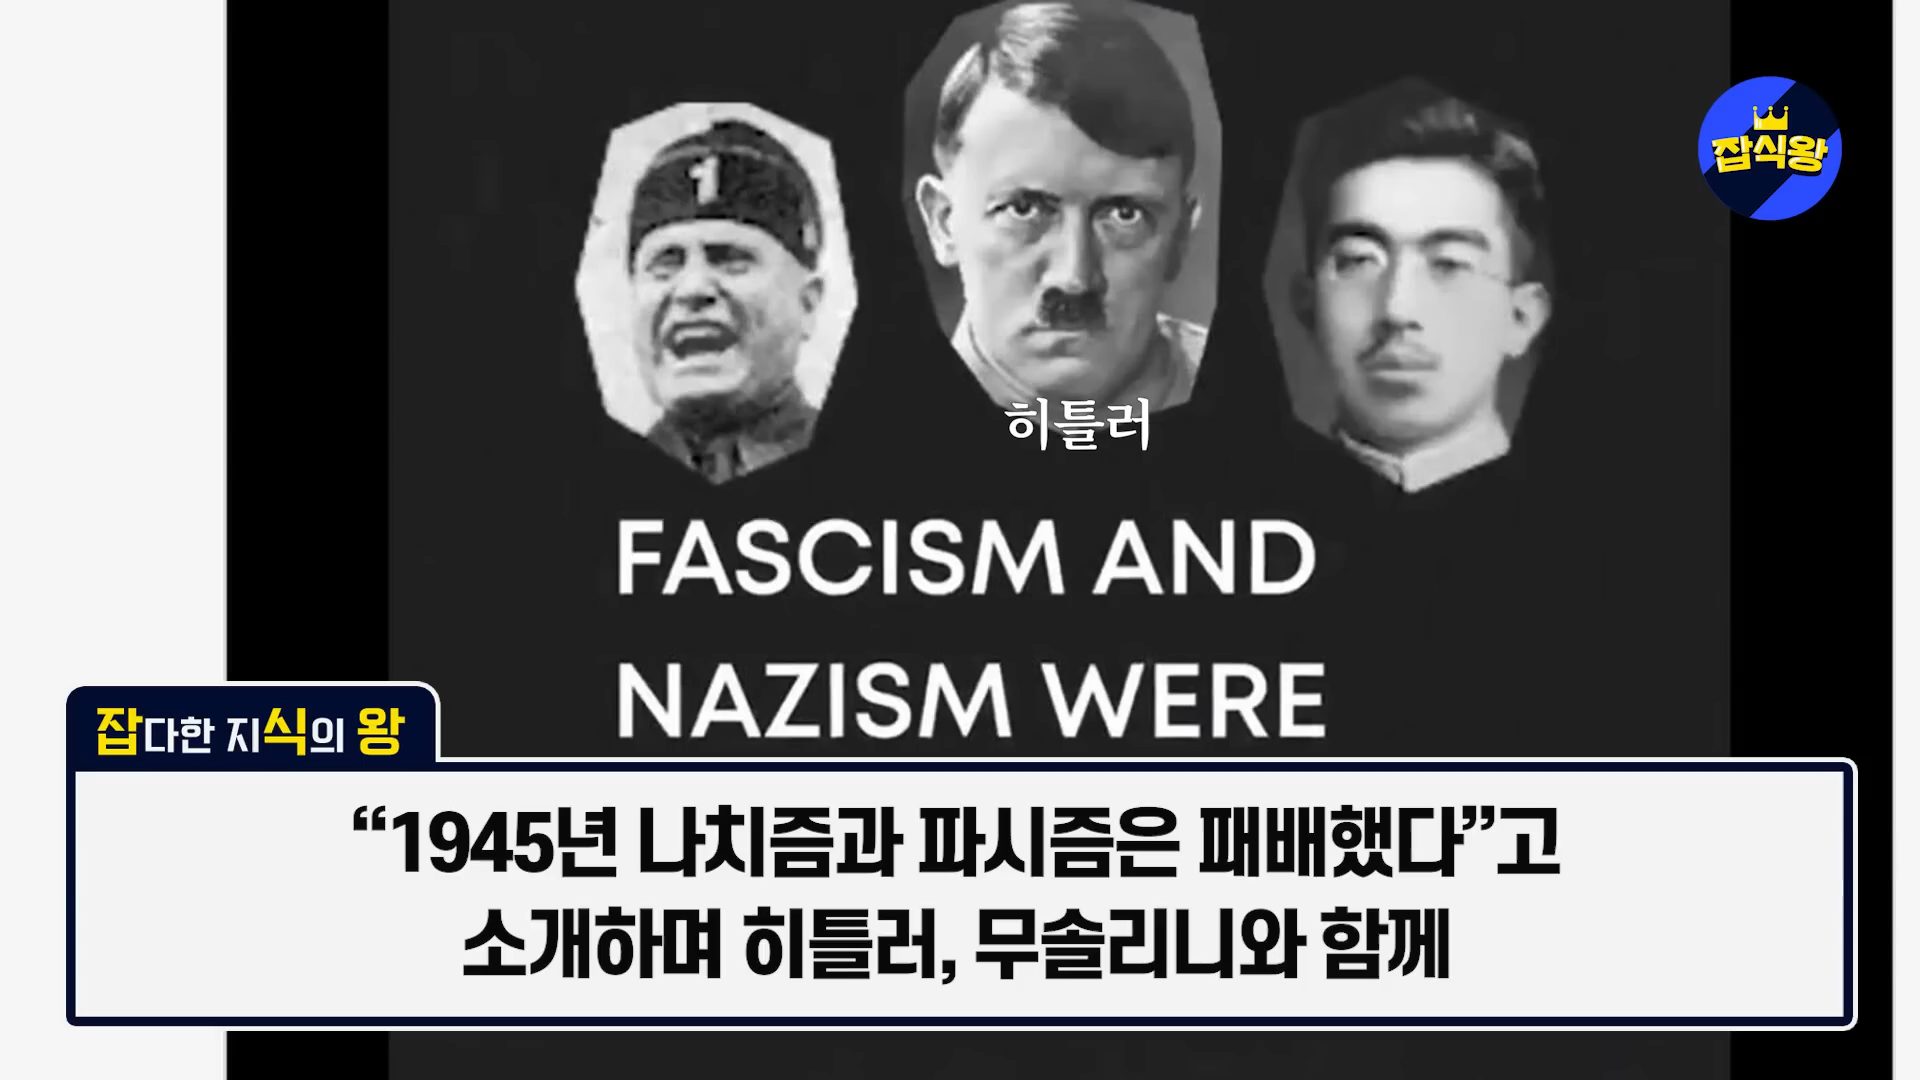 잡식왕
히틀러
FASCISM AND
NAZISM WERE
잡다한 지식의 왕
“1945년 나치즘과 파시즘은 패배했다”고
소개하며 히틀러, 무솔리니와 함께